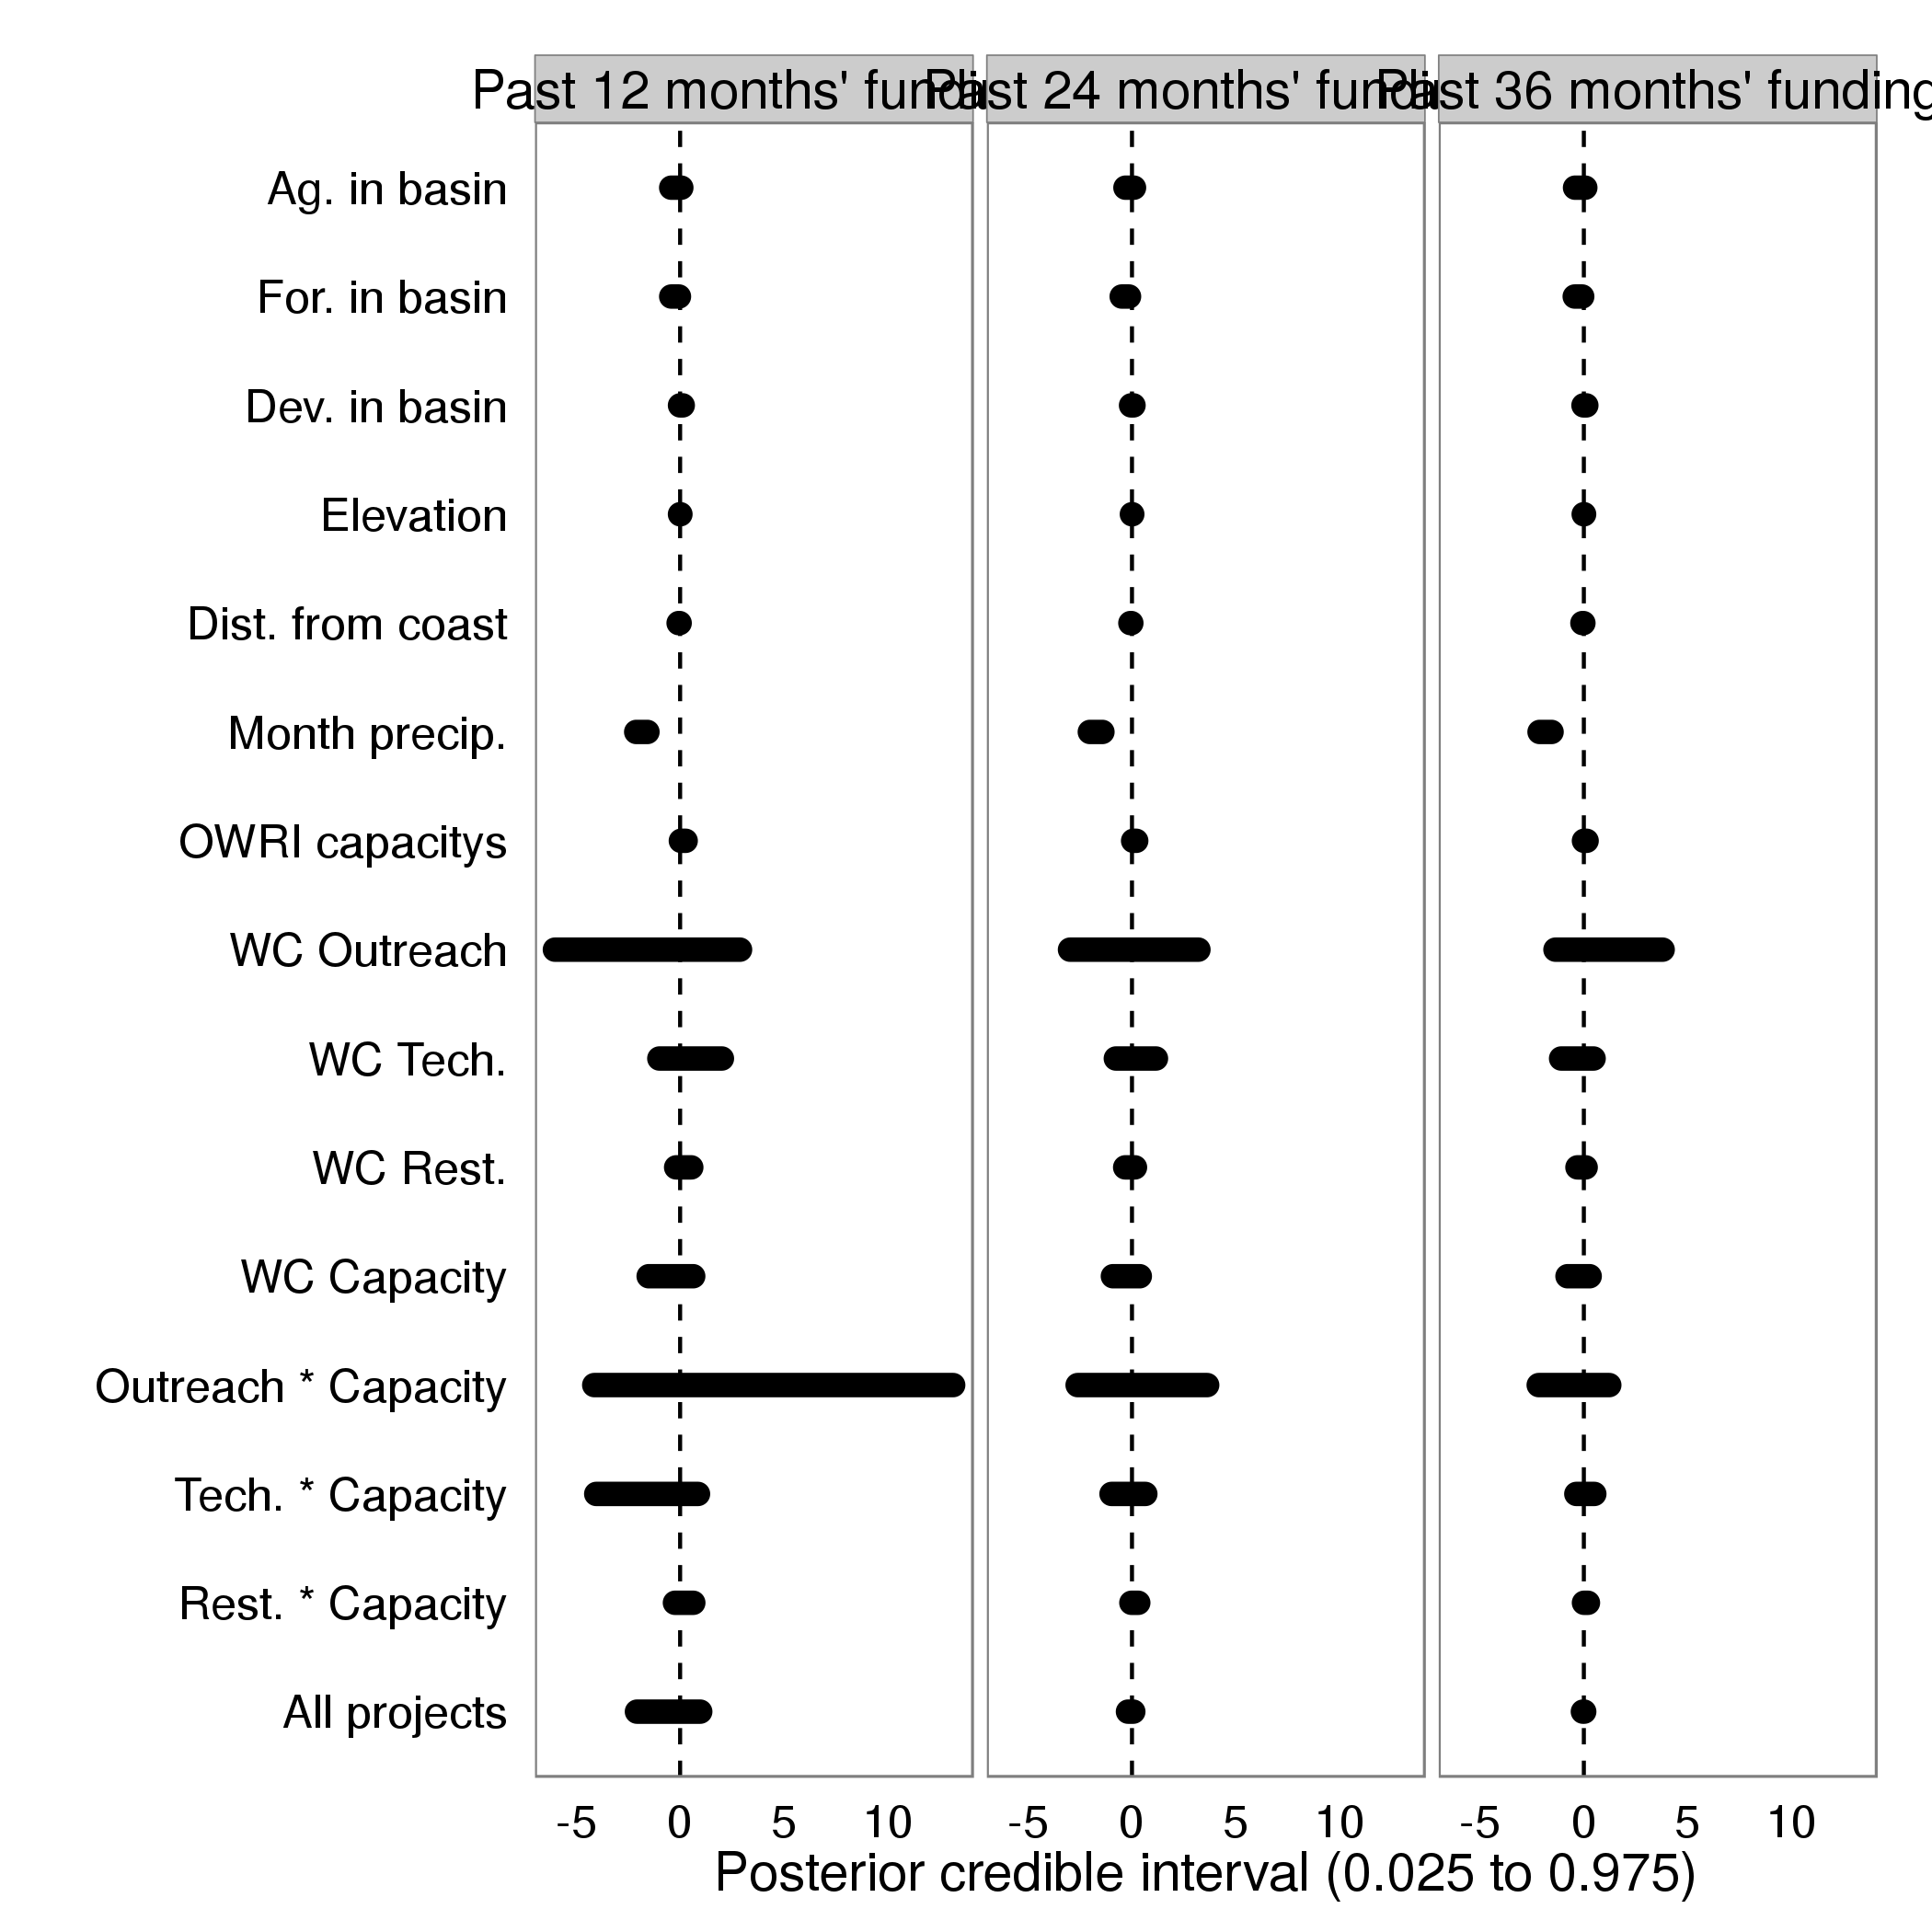 Past 12 months' fundi
Past 24 months' fundi
Past 36 months' funding
Ag. in basin
For. in basin
Dev. in basin
Elevation
Dist. from coast
Month precip.
OWRI capacitys
WC Outreach
WC Tech.
WC Rest.
WC Capacity
Outreach * Capacity
Tech. * Capacity
Rest. * Capacity
All projects
-5 0 5 10 -5 0 5 10 -5 0 5 10
Posterior credible interval (0.025 to 0.975)